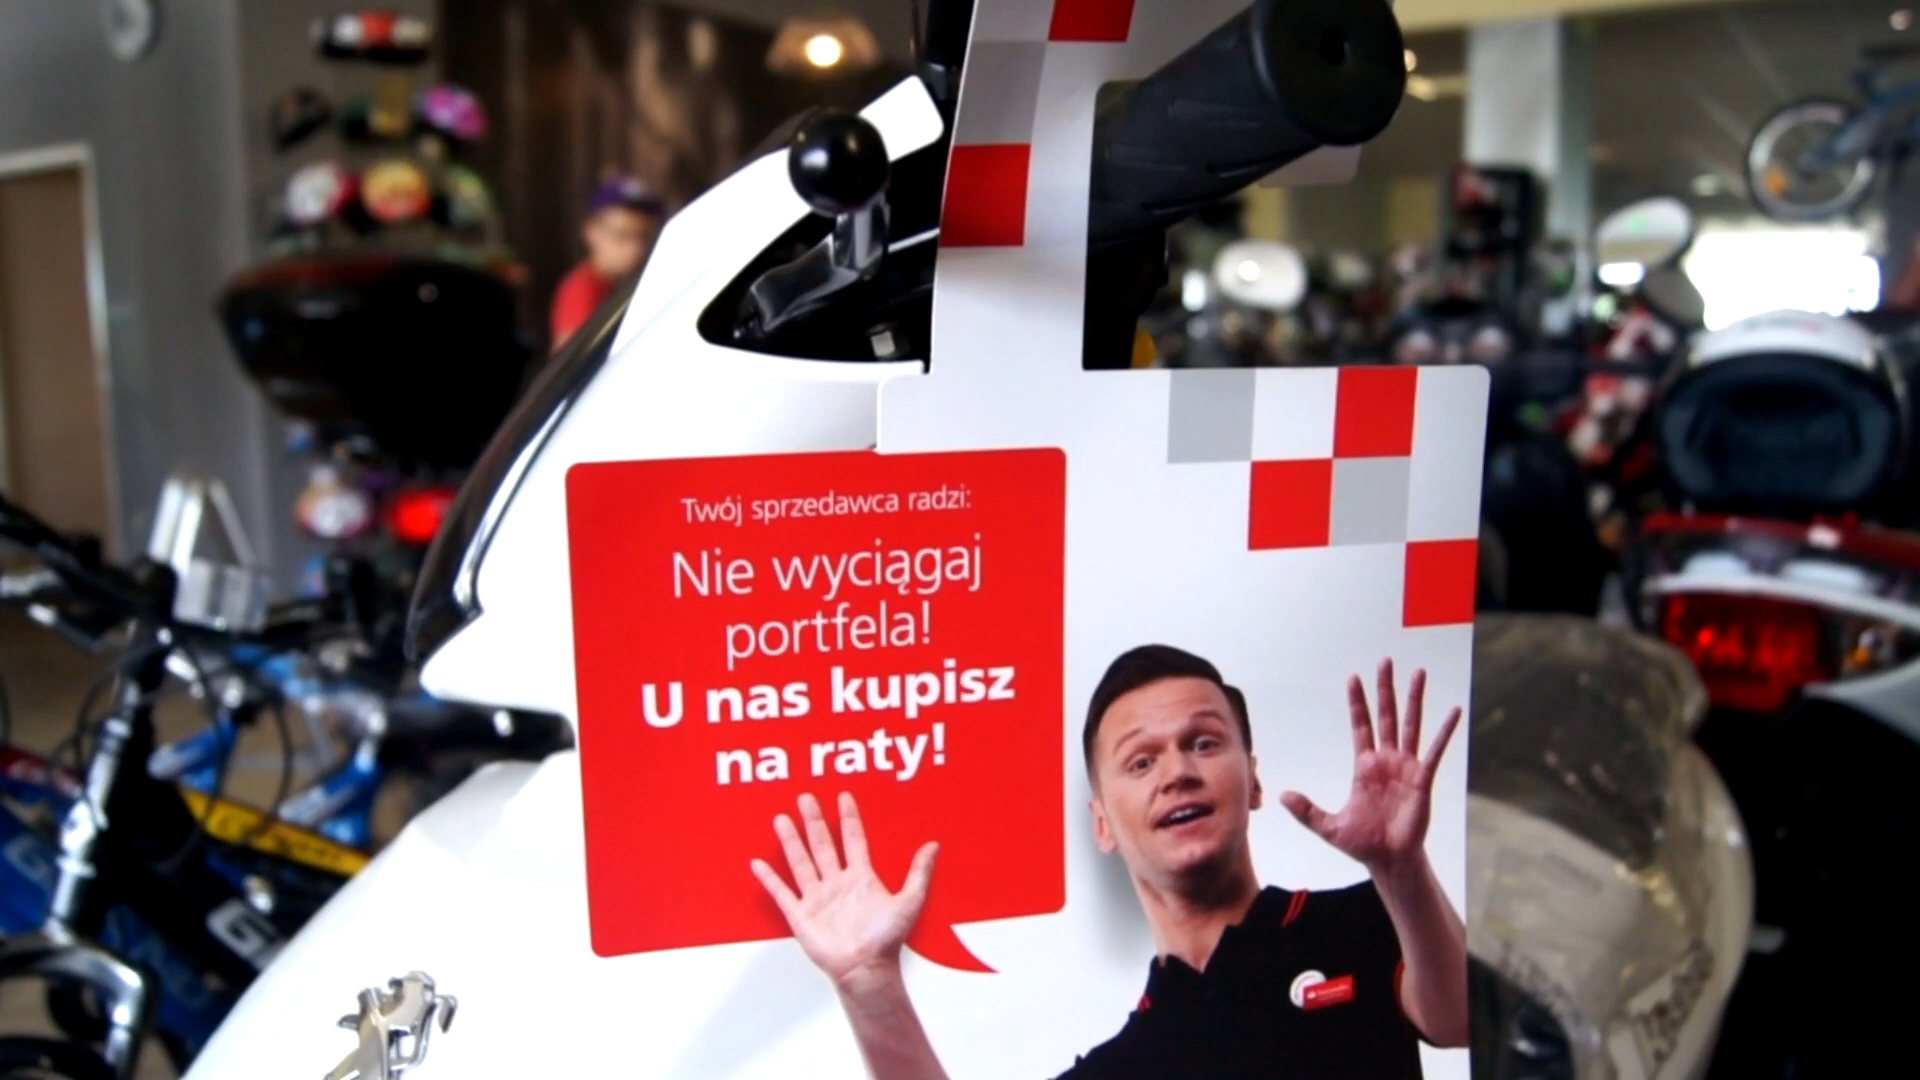 Twój sprzedawca radzi:
Nie wyciągaj
portfela!
U nas kupisz
na raty!